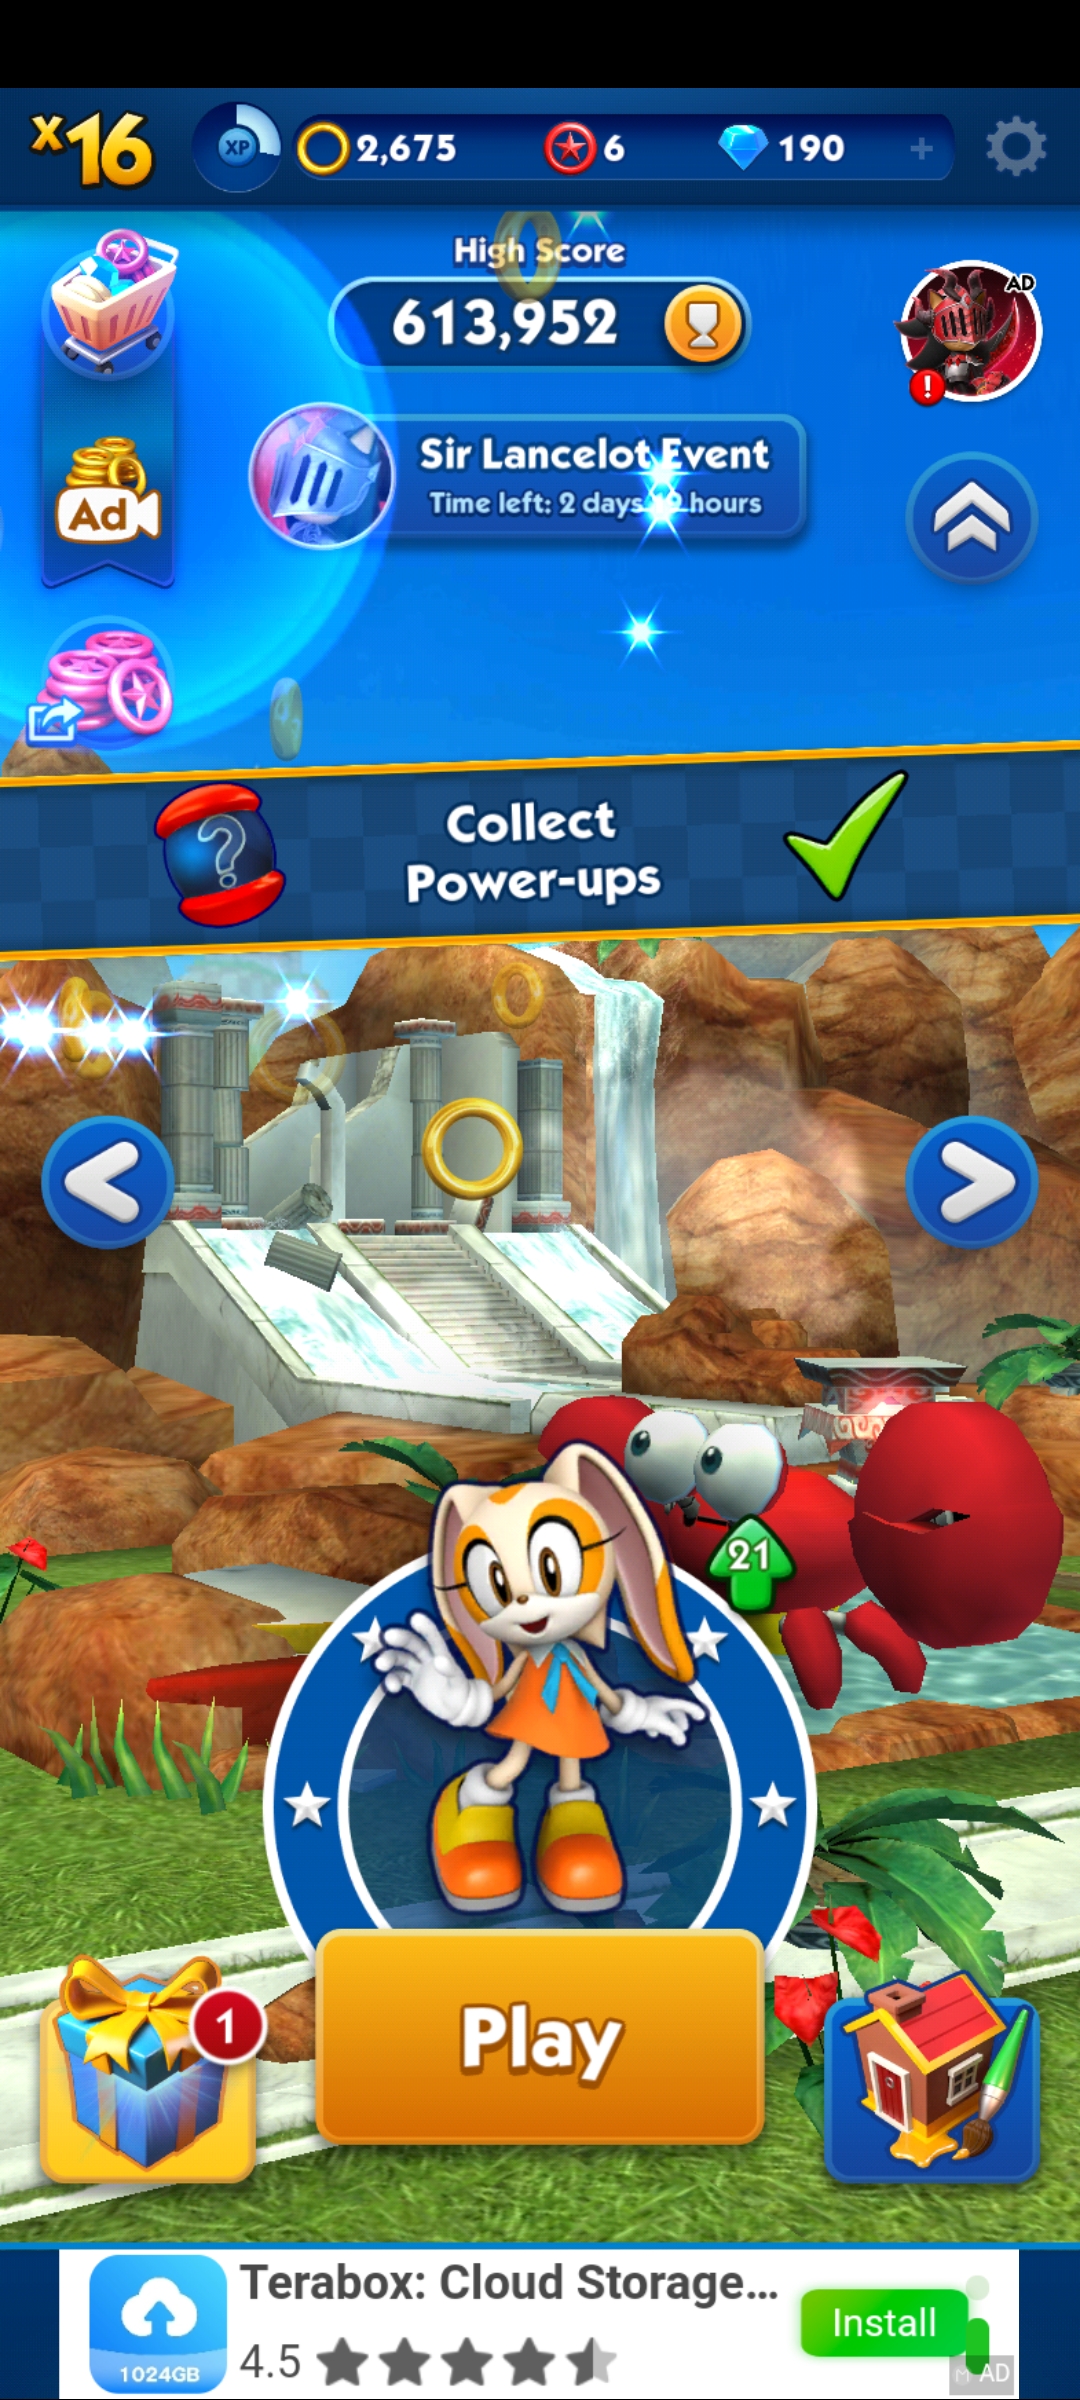 x16
XP
2,675
6
190
+
High Score
613,952
AD
!
Sir Lancelot Event
Time left: 2 days hours
Ad
?
Collect
Power-ups
21
1
Play
Terabox: Cloud Storage...
4.5
1024GB
Install
AD